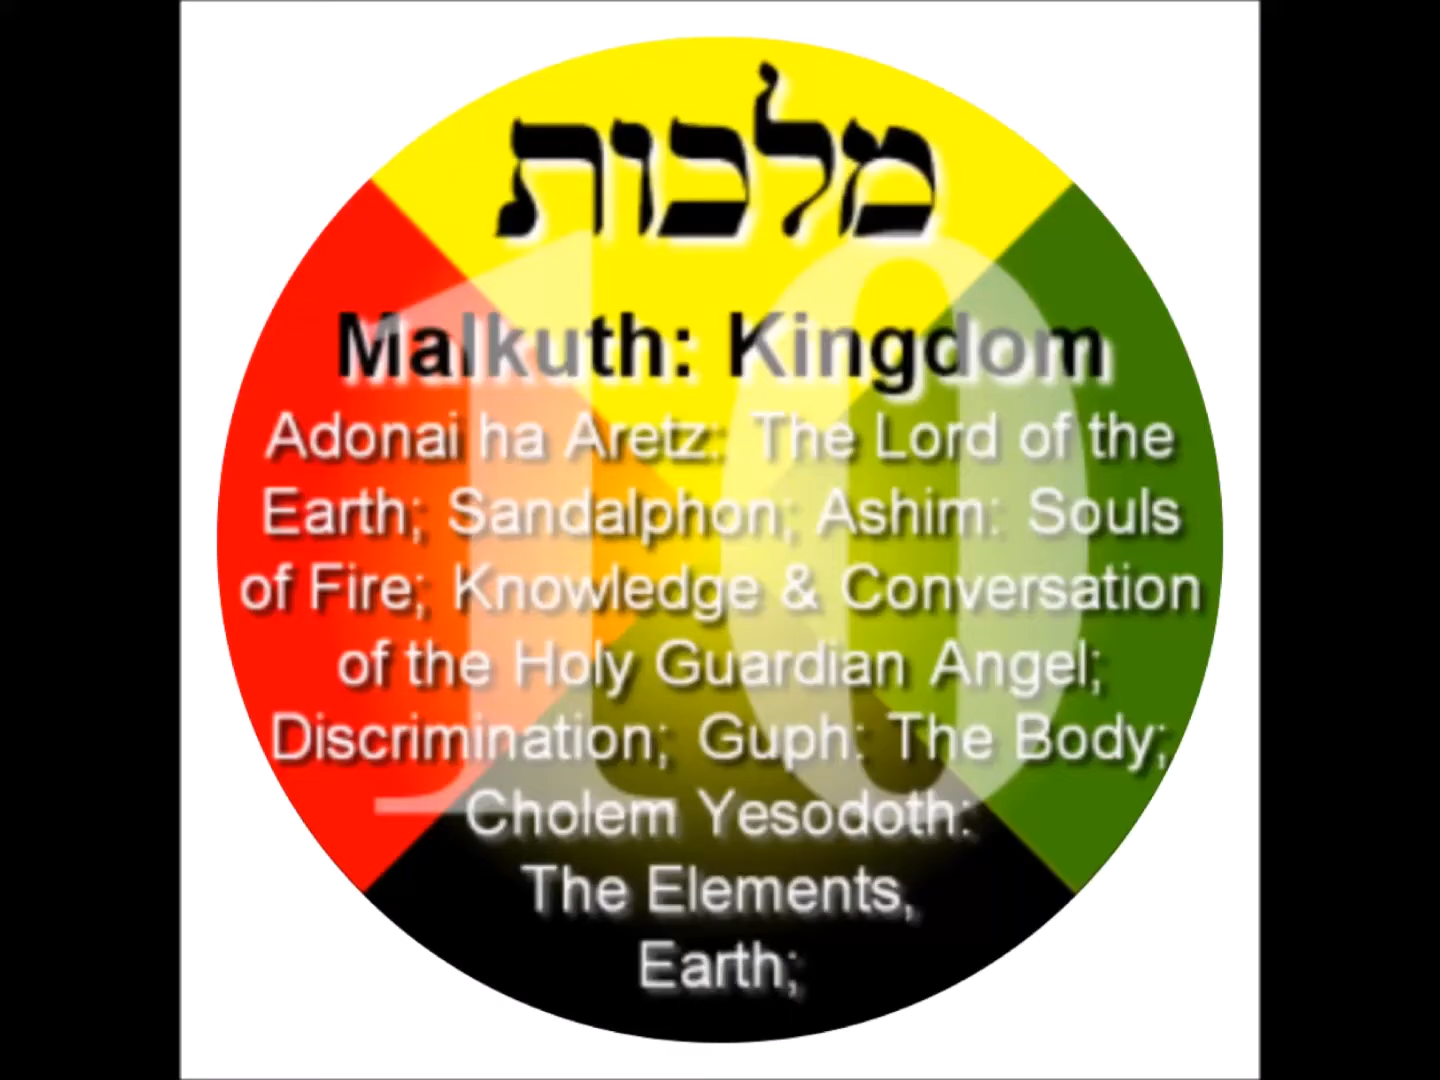 מלכות
10
Malkuth: Kingdom
Adonai ha Aretz: The Lord of the
Earth; Sandalphon; Ashim: Souls
of Fire; Knowledge & Conversation
of the Holy Guardian Angel;
Discrimination; Guph: The Body;
Cholem Yesodoth:
The Elements,
Earth;